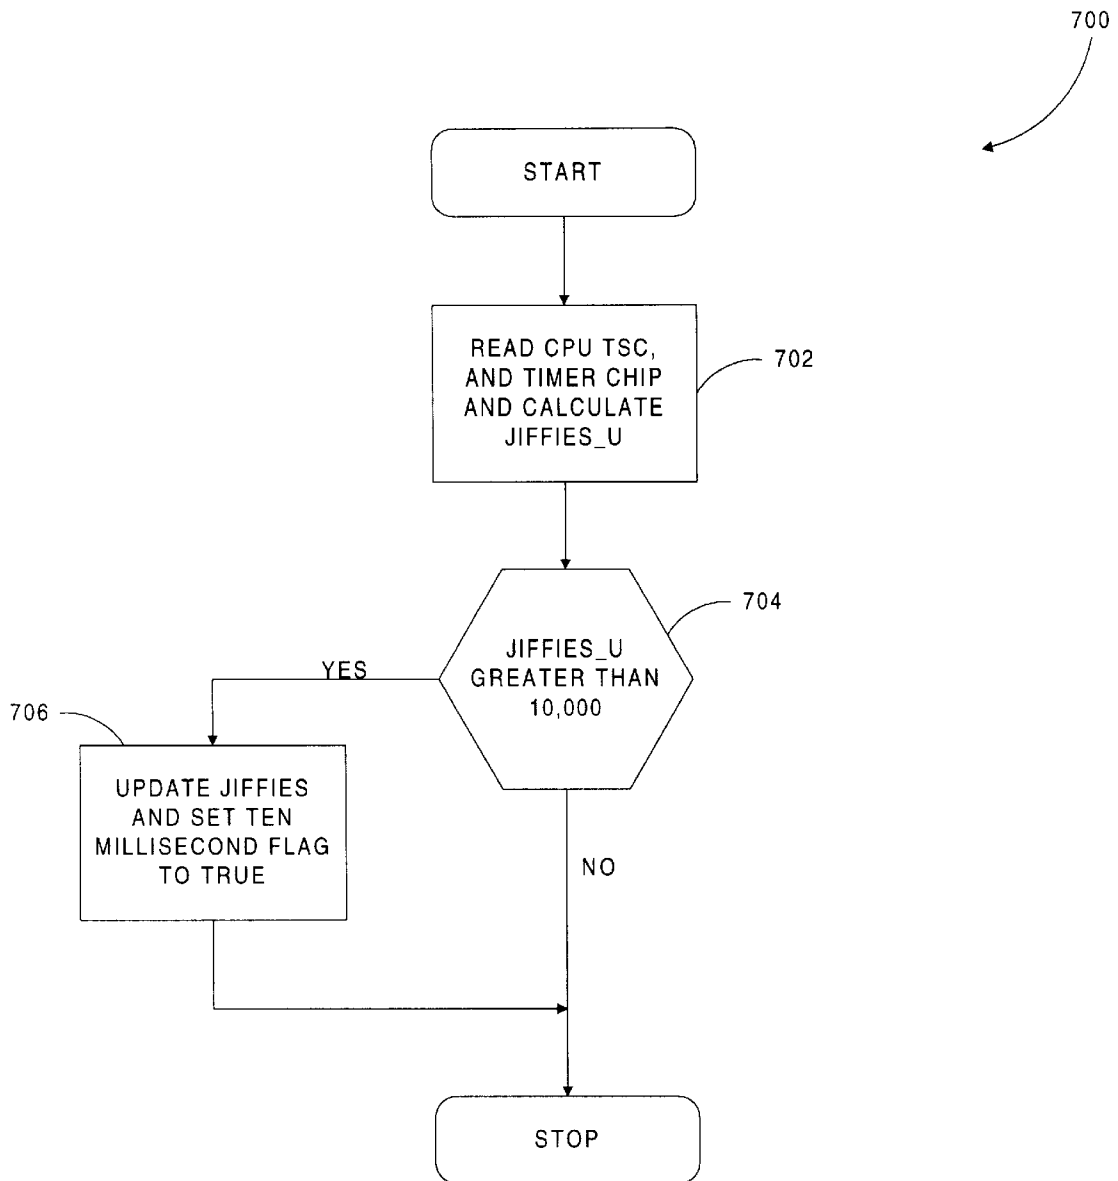 700
START
READ CPU TSC,
AND TIMER CHIP
AND CALCULATE
JIFFIES_U
702
704
JIFFIES_U
GREATER THAN
10,000
YES
706
UPDATE JIFFIES
AND SET TEN
MILLISECOND FLAG
TO TRUE
NO
STOP